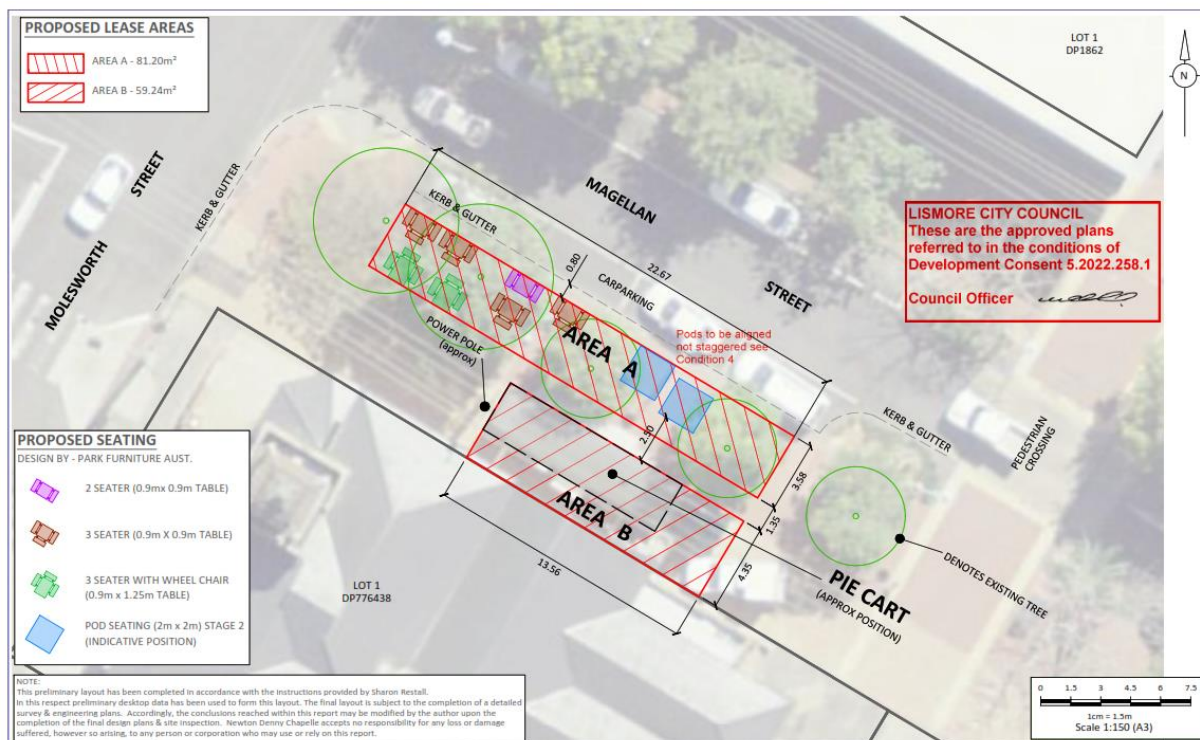 PROPOSED LEASE AREAS
AREA A - 81.20m²
AREA B - 59.24m²
LOT 1
DP1862
N
MOLESWORTH
STREET
KERB & GUTTER
KERB & GUTTER
MAGELLAN
STREET
22.67
0.80
CARPARKING
LISMORE CITY COUNCIL
These are the approved plans
referred to in the conditions of
Development Consent 5.2022.258.1
Council Officer
POWER POLE
(approx)
AREA A
Pods to be aligned
not staggered see
Condition 4
2.50
KERB & GUTTER
PEDESTRIAN
CROSSING
3.58
1.35
4.35
AREA B
13.56
PIE CART
(APPROX POSITION)
DENOTES EXISTING TREE
LOT 1
DP776438
PROPOSED SEATING
DESIGN BY - PARK FURNITURE AUST.
2 SEATER (0.9mx 0.9m TABLE)
3 SEATER (0.9m X 0.9m TABLE)
3 SEATER WITH WHEEL CHAIR
(0.9m x 1.25m TABLE)
POD SEATING (2m x 2m) STAGE 2
(INDICATIVE POSITION)
NOTE:
This preliminary layout has been completed in accordance with the instructions provided by Sharon Restall.
In this respect preliminary desktop data has been used to form this layout. The final layout is subject to the completion of a detailed
survey & engineering plans. Accordingly, the conclusions reached within this report may be modified by the author upon the
completion of the final design plans & site inspection. Newton Denny Chapelle accepts no responsibility for any loss or damage
suffered, however so arising, to any person or corporation who may use or rely on this report.
0 1.5 3 4.5 6 7.5
1cm = 1.5m
Scale 1:150 (A3)